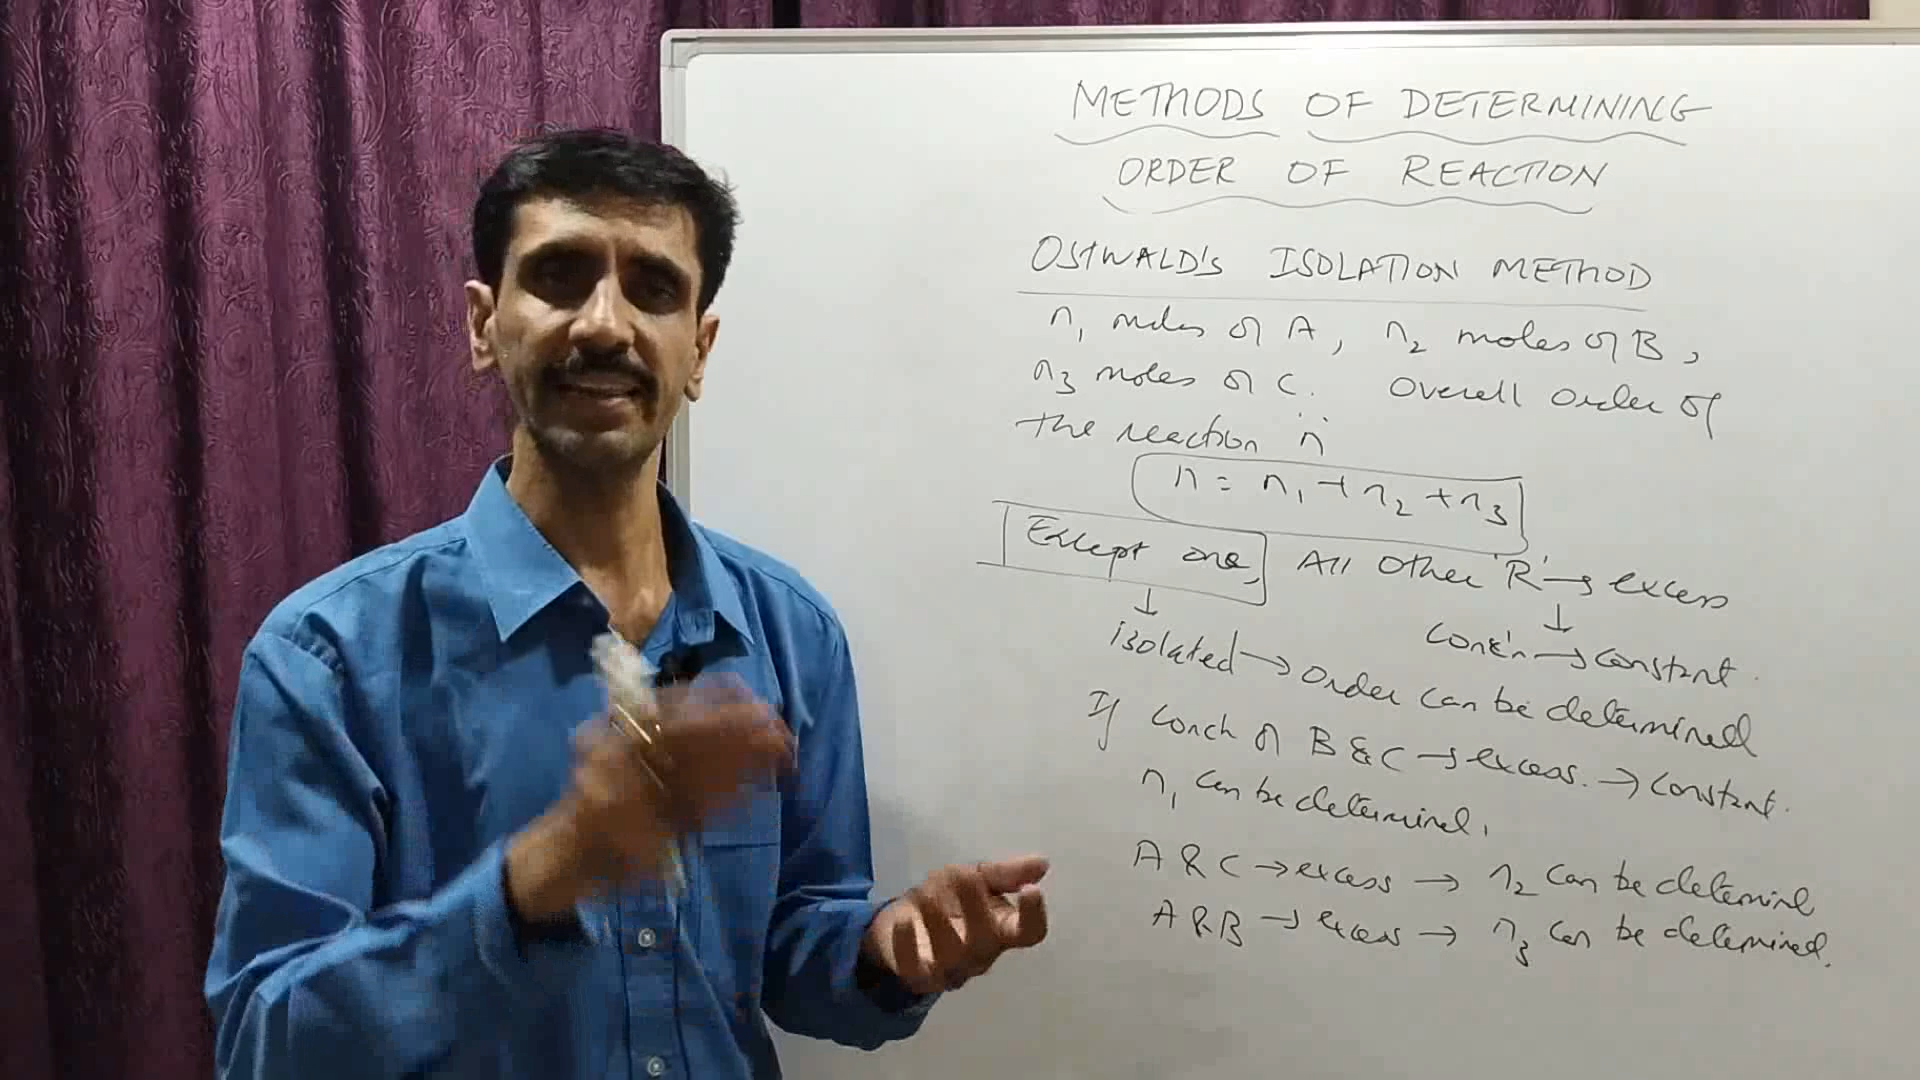 METHODS OF DETERMINING
ORDER OF REACTION
OSTWALD'S ISOLATION METHOD
n₁ moles of A, n₂ moles of B,
n₃ moles of C. Overall Order of
the reaction is
n = n₁ + n₂ + n₃
Except one, All Other 'R' → excess
↓ ↓
isolated → Order can be determined
Conc'n → constant.
If conc'n of B & C → excess. → constant.
n₁ can be determined.
A & C → excess → n₂ can be determined
A & B → excess → n₃ can be determined.